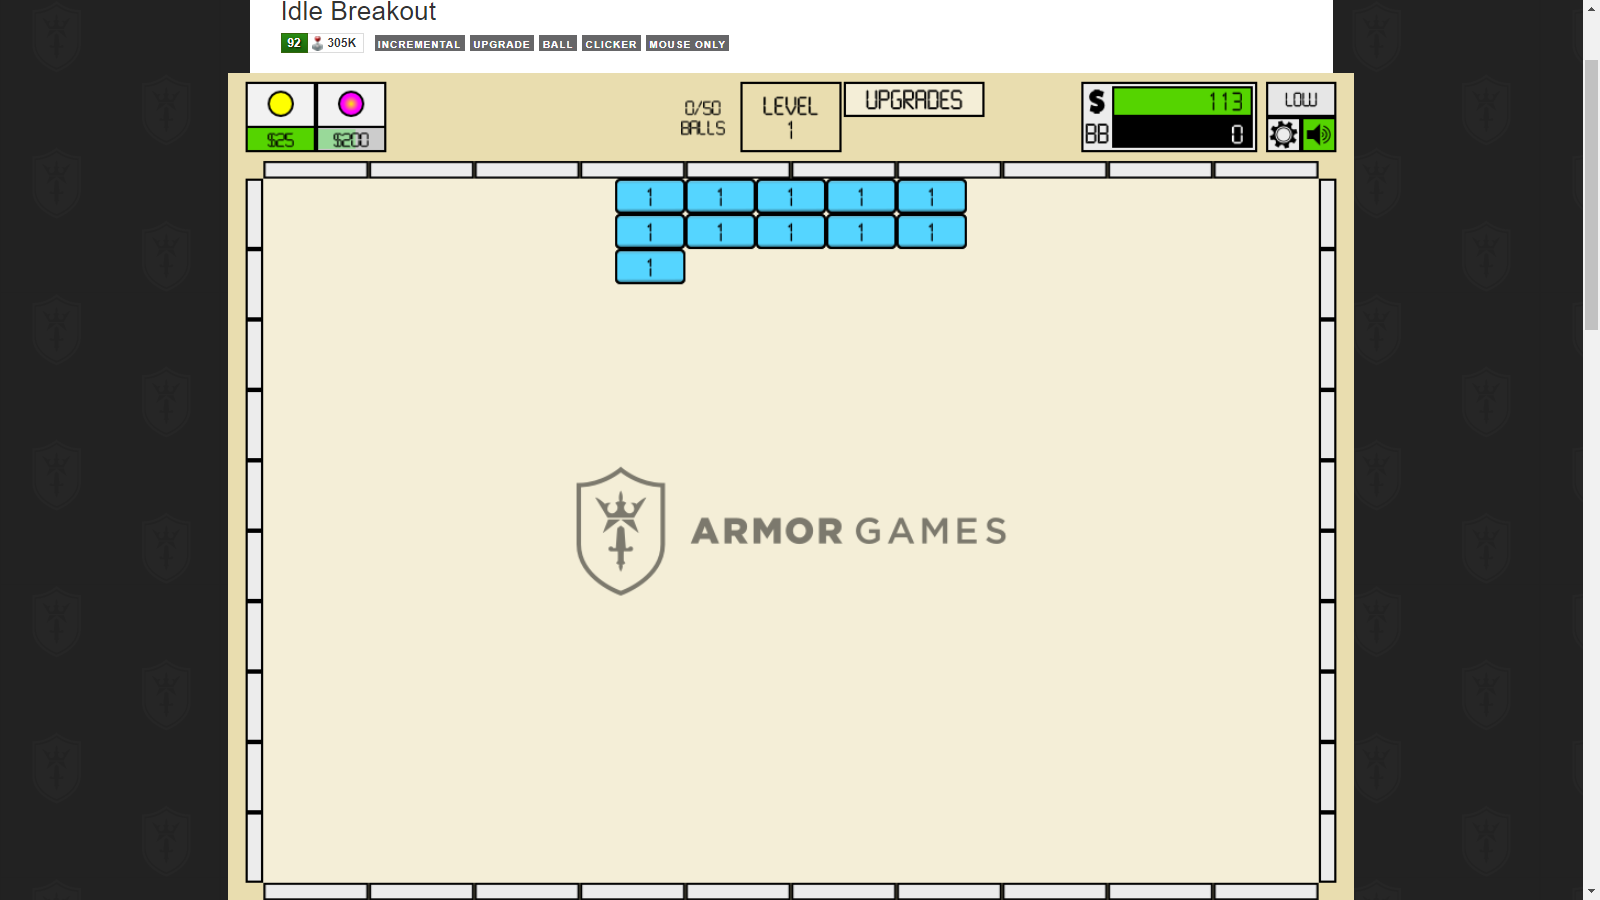 Idle Breakout
92 305K INCREMENTAL UPGRADE BALL CLICKER MOUSE ONLY
$25 $200
0/50
BALLS
LEVEL
1
UPGRADES
$ 113
BB 0
LOW
1 1 1 1 1
1 1 1 1 1
1
ARMOR GAMES